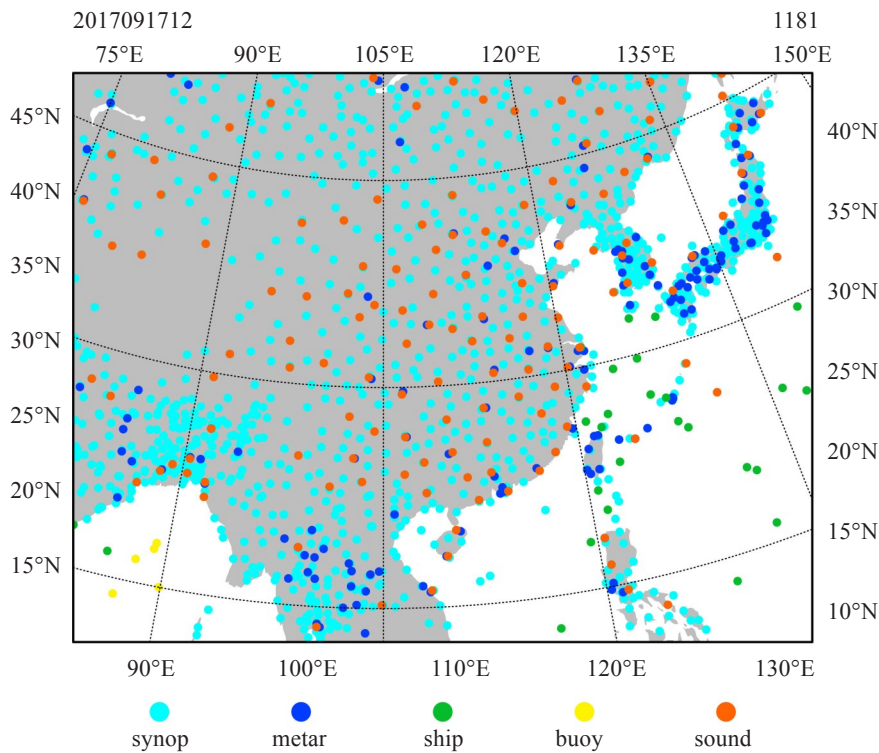 2017091712 1181
75°E 90°E 105°E 120°E 135°E 150°E
45°N 40°N
40°N 35°N
35°N 30°N
30°N 25°N
25°N 20°N
20°N 15°N
15°N 10°N
90°E 100°E 110°E 120°E 130°E
synop metar ship buoy sound